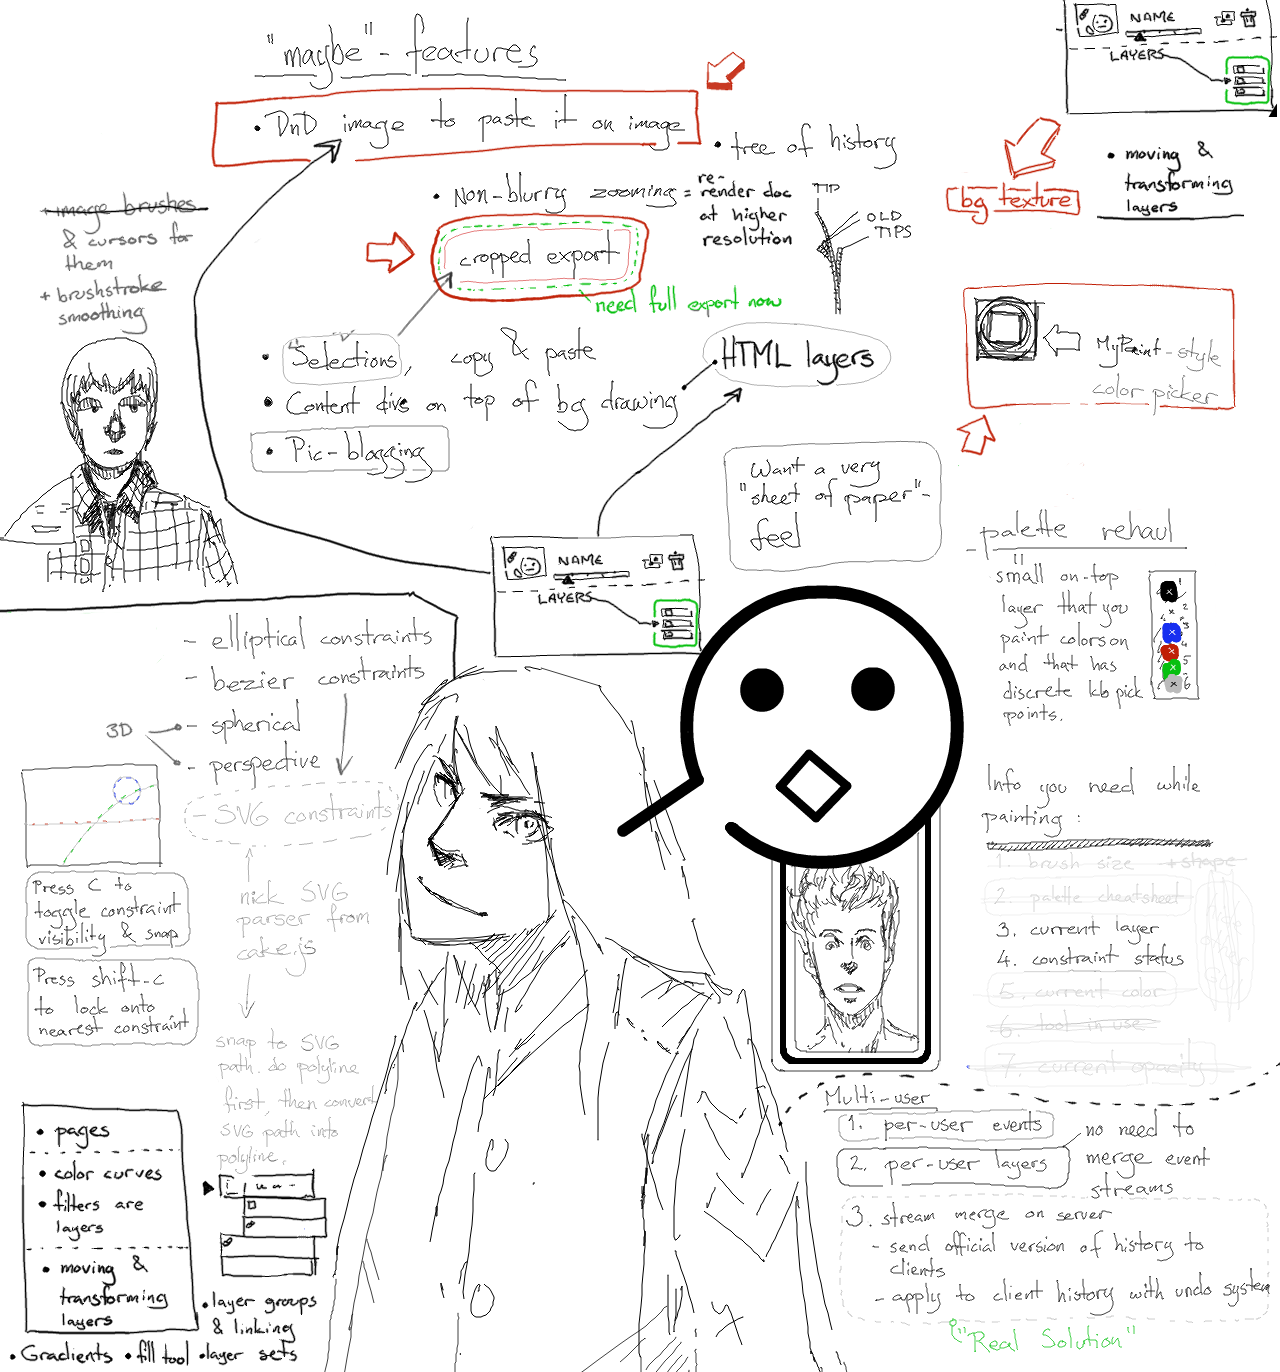 "maybe"-features
• DnD image to paste it on image
• tree of history
• Non-blurry zooming = re-render doc
at higher
resolution
TIP
OLD
TIPS
cropped export
need full export now
• "Selections", copy & paste
• Content divs on top of bg drawing
• HTML layers
• Pic-blogging
+ image brushes
& cursors for
them
+ brushstroke
smoothing
NAME
LAYERS
• moving &
transforming
layers
bg texture
MyPaint-style
color picker
Want a very
"sheet of paper"-
feel
NAME
LAYERS
- palette rehaul
small on-top
layer that you
paint colors on
and that has
discrete kb pick
points.
1
2
3
4
5
6
- elliptical constraints
- bezier constraints
3D
- spherical
- perspective
- SVG constraints
Press C to
toggle constraint
visibility & snap
Press shift-C
to lock onto
nearest constraint
nick SVG
parser from
cake.js
snap to SVG
path. do polyline
first, then convert
SVG path into
polyline.
Info you need while
painting:
1. brush size + shape
2. palette cheatsheet
3. current layer
4. constraint status
5. current color
6. tool in use
7. current opacity
Multi-user
1. per-user events
2. per-user layers
no need to
merge event
streams
3. stream merge on server
- send official version of history to
clients
- apply to client history with undo system
"Real Solution"
• pages
• color curves
• filters are
layers
• moving &
transforming
layers
• layer groups
& linking
• Gradients • fill tool • layer sets